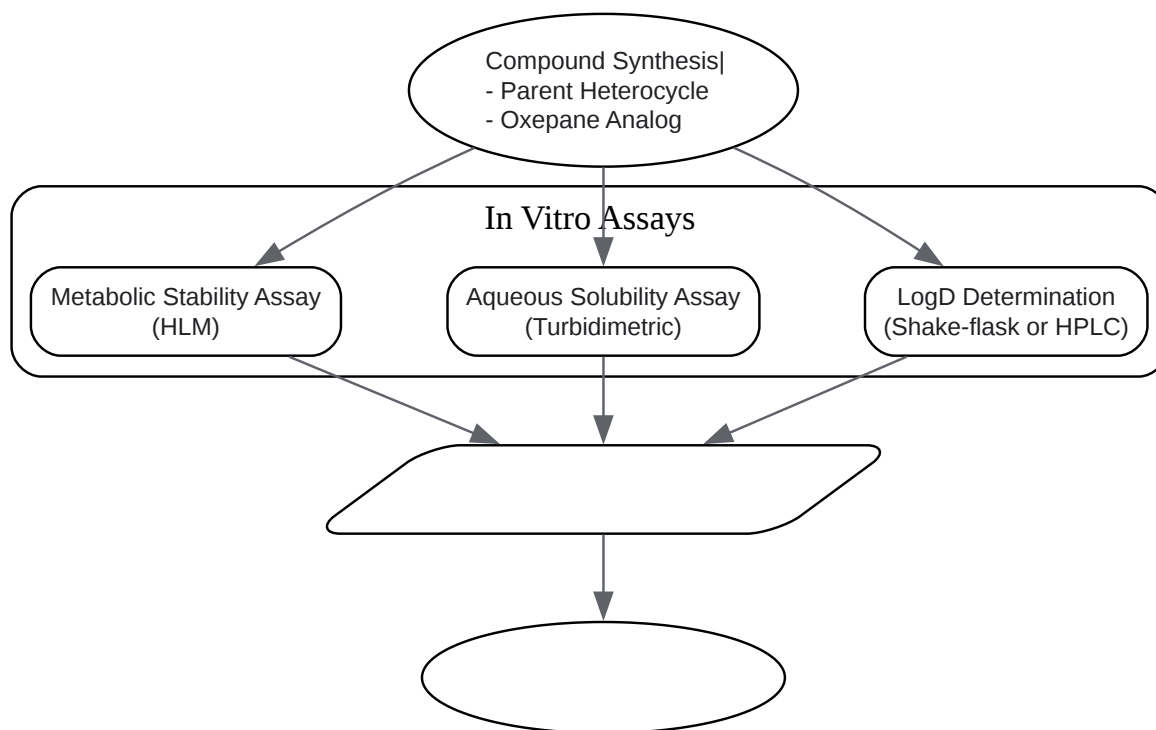 Compound Synthesis|
- Parent Heterocycle
- Oxepane Analog
In Vitro Assays
Metabolic Stability Assay
(HLM)
Aqueous Solubility Assay
(Turbidimetric)
LogD Determination
(Shake-flask or HPLC)